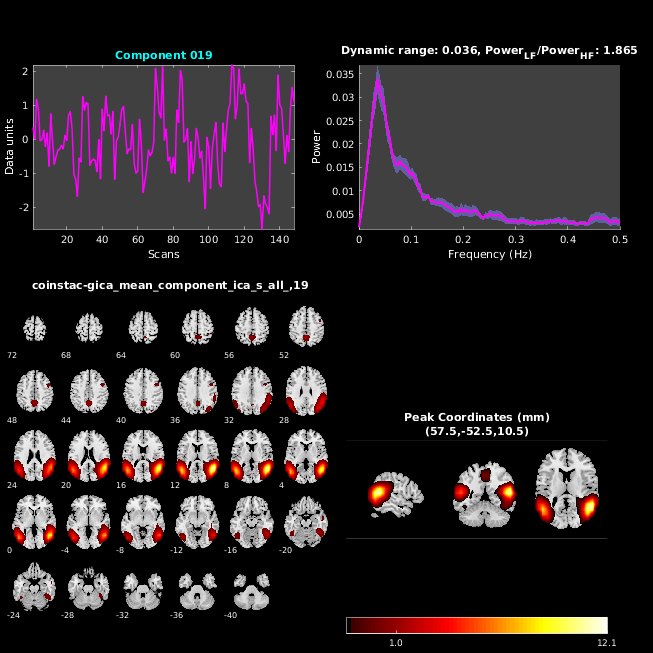 Component 019
2
1
0
-1
-2
Data units
20 40 60 80 100 120 140
Scans
Dynamic range: 0.036, Power_LF/Power_HF: 1.865
0.035
0.03
0.025
0.02
0.015
0.01
0.005
Power
0 0.1 0.2 0.3 0.4 0.5
Frequency (Hz)
coinstac-gica_mean_component_ica_s_all_,19
72 68 64 60 56 52
48 44 40 36 32 28
24 20 16 12 8 4
0 -4 -8 -12 -16 -20
-24 -28 -32 -36 -40
Peak Coordinates (mm)
(57.5,-52.5,10.5)
1.0 12.1